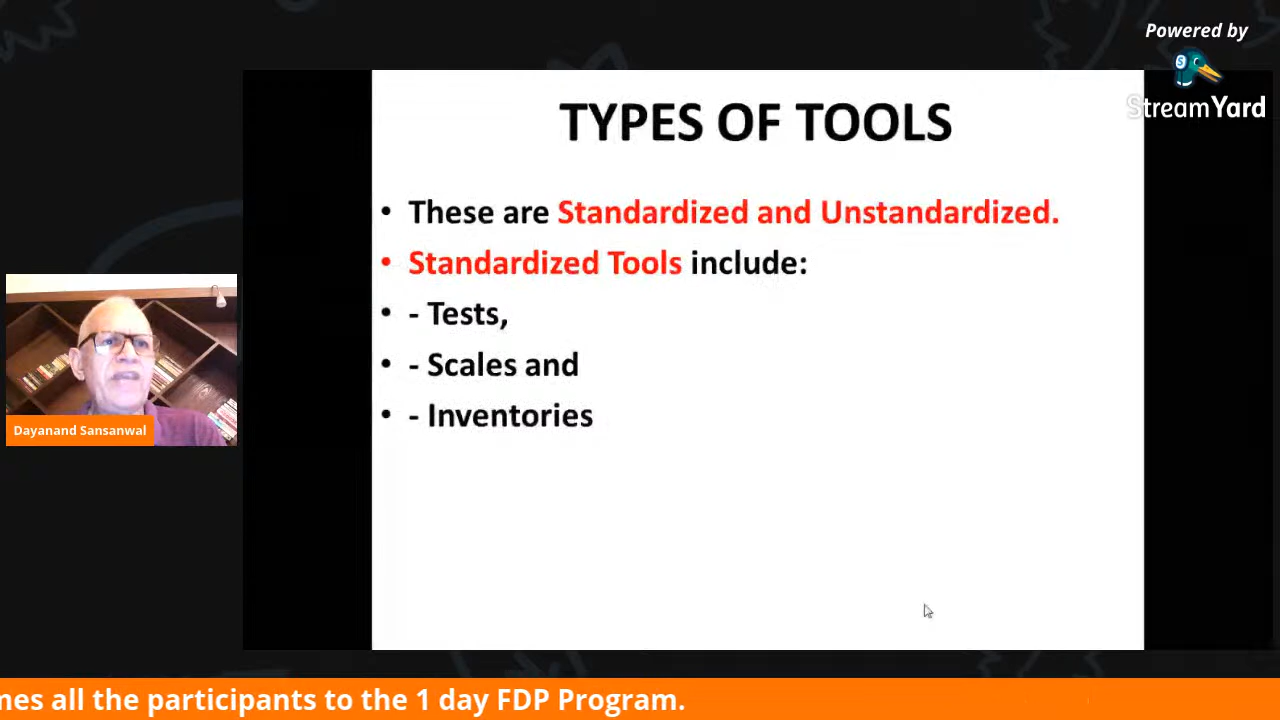 Powered by
StreamYard
TYPES OF TOOLS
• These are Standardized and Unstandardized.
• Standardized Tools include:
• - Tests,
• - Scales and
• - Inventories
Dayanand Sansanwal
all the participants to the 1 day FDP Program.